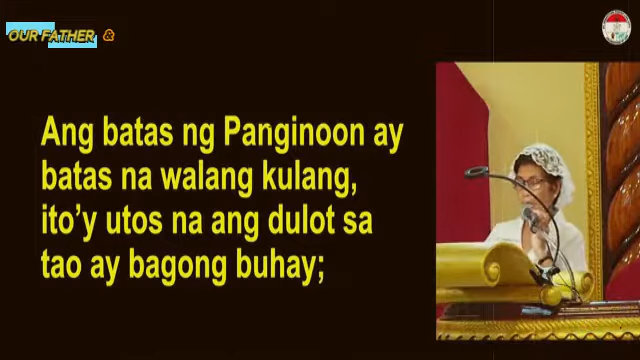 OUR FATHER &
Ang batas ng Panginoon ay
batas na walang kulang,
ito'y utos na ang dulot sa
tao ay bagong buhay;